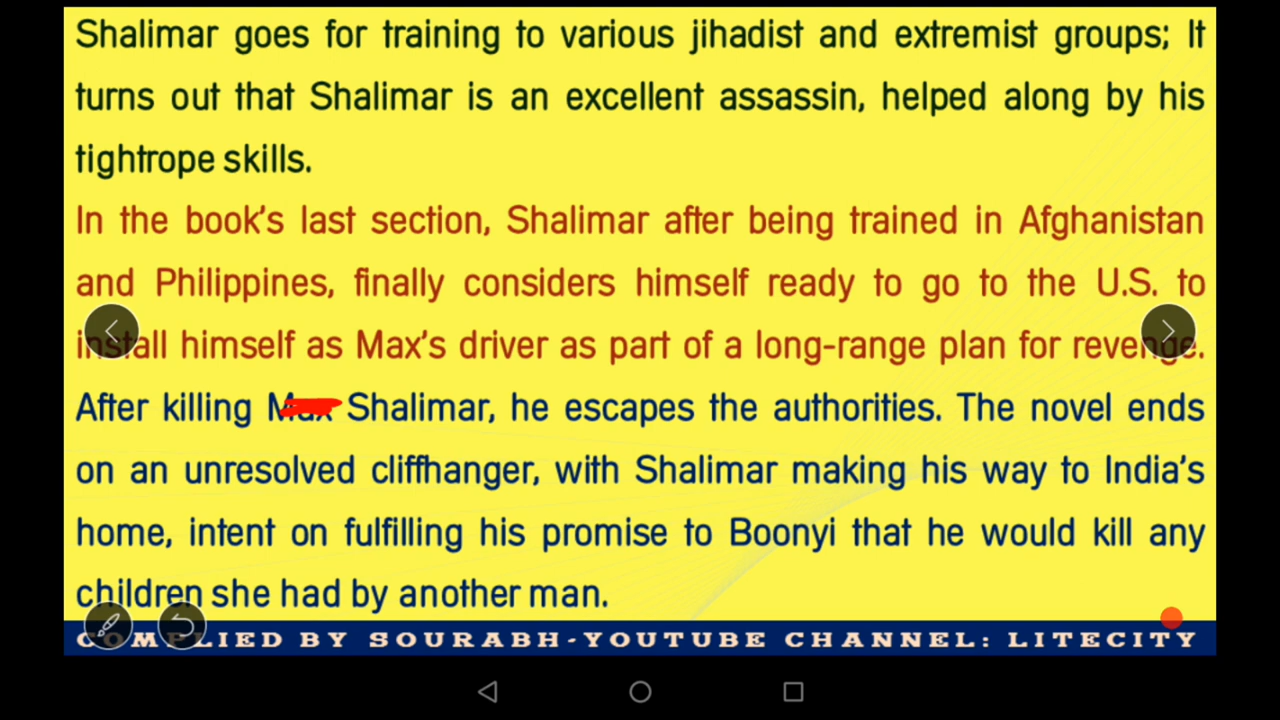 Shalimar goes for training to various jihadist and extremist groups; It
turns out that Shalimar is an excellent assassin, helped along by his
tightrope skills.
In the book's last section, Shalimar after being trained in Afghanistan
and Philippines, finally considers himself ready to go to the U.S. to
install himself as Max's driver as part of a long-range plan for revenge.
After killing Max Shalimar, he escapes the authorities. The novel ends
on an unresolved cliffhanger, with Shalimar making his way to India's
home, intent on fulfilling his promise to Boonyi that he would kill any
children she had by another man.
COMPLIED BY SOURABH-YOUTUBE CHANNEL: LITECITY